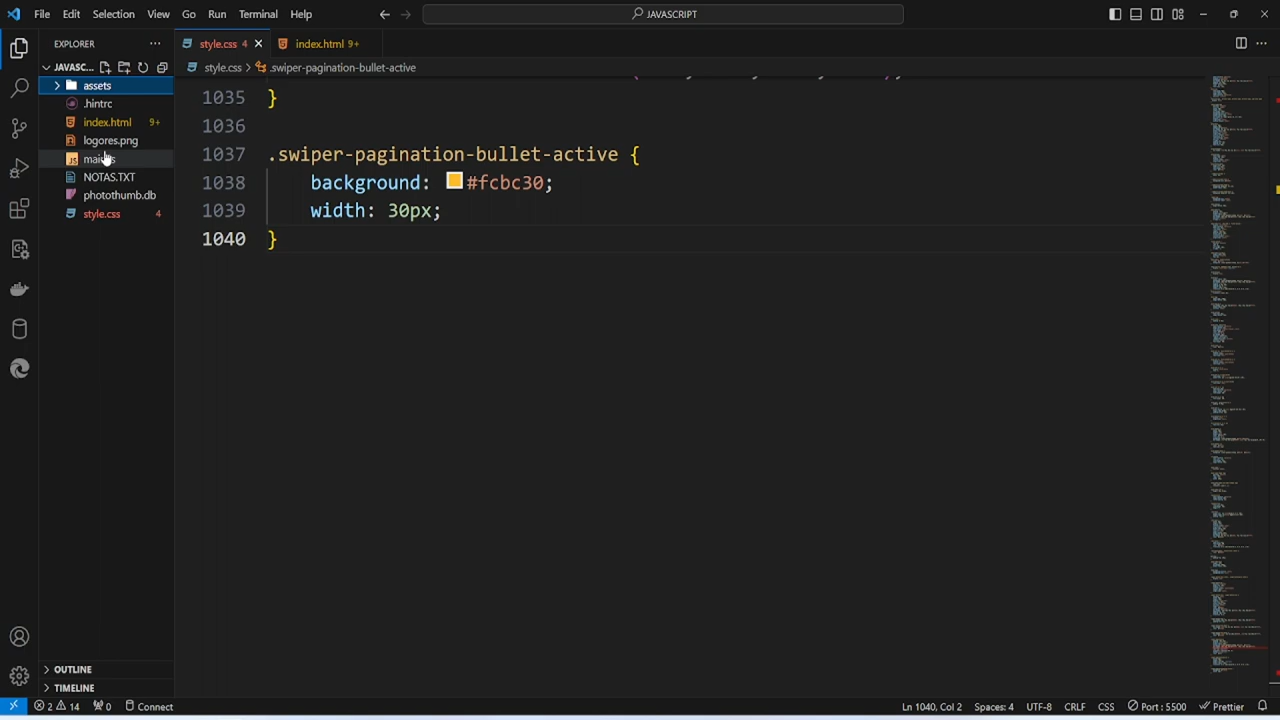 File Edit Selection View Go Run Terminal Help
JAVASCRIPT
EXPLORER
style.css 4
index.html 9+
JAVASC...
style.css > .swiper-pagination-bullet-active
assets
.hintrc
index.html 9+
logores.png
NOTAS.TXT
photothumb.db
style.css 4
1035 }
1036
1037 .swiper-pagination-bullet-active {
1038 background: #fcbc30;
1039 width: 30px;
1040 }
OUTLINE
TIMELINE
2 14 0 Connect
Ln 1040, Col 2 Spaces: 4 UTF-8 CRLF CSS Port : 5500 Prettier